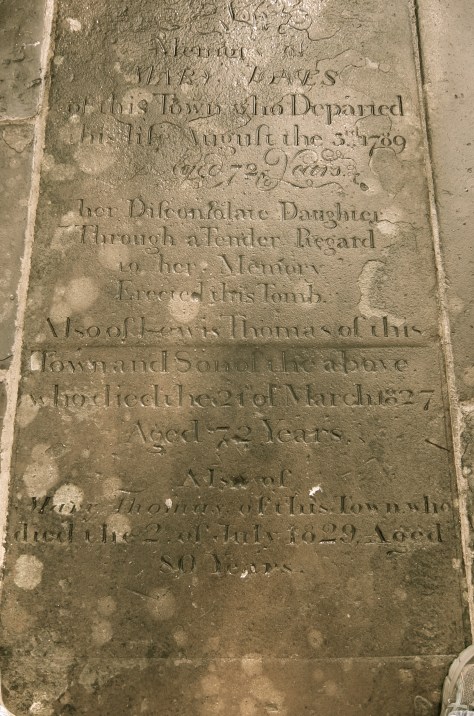 Memory of
MARY
of this Town who Departed
this life August the 3rd 1789
Aged 72 Years
her Disconsolate Daughter
Through a Tender Regard
to her Memory
Erected this Tomb.
Also of Lewis Thomas of this
Town and Son of the above
who died the 21 of March 1827
Aged 72 Years.
Also of
Mary Thomas, of this Town, who
died the 2, of July 1829, Aged
80 Years.